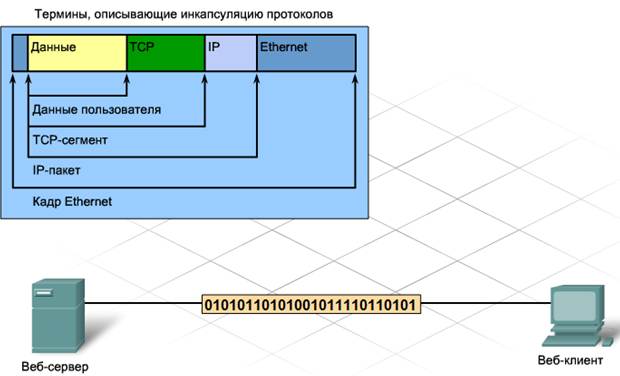 Термины, описывающие инкапсуляцию протоколов
Данные TCP IP Ethernet
Данные пользователя
TCP-сегмент
IP-пакет
Кадр Ethernet
01010110101001011110110101
Веб-сервер
Веб-клиент